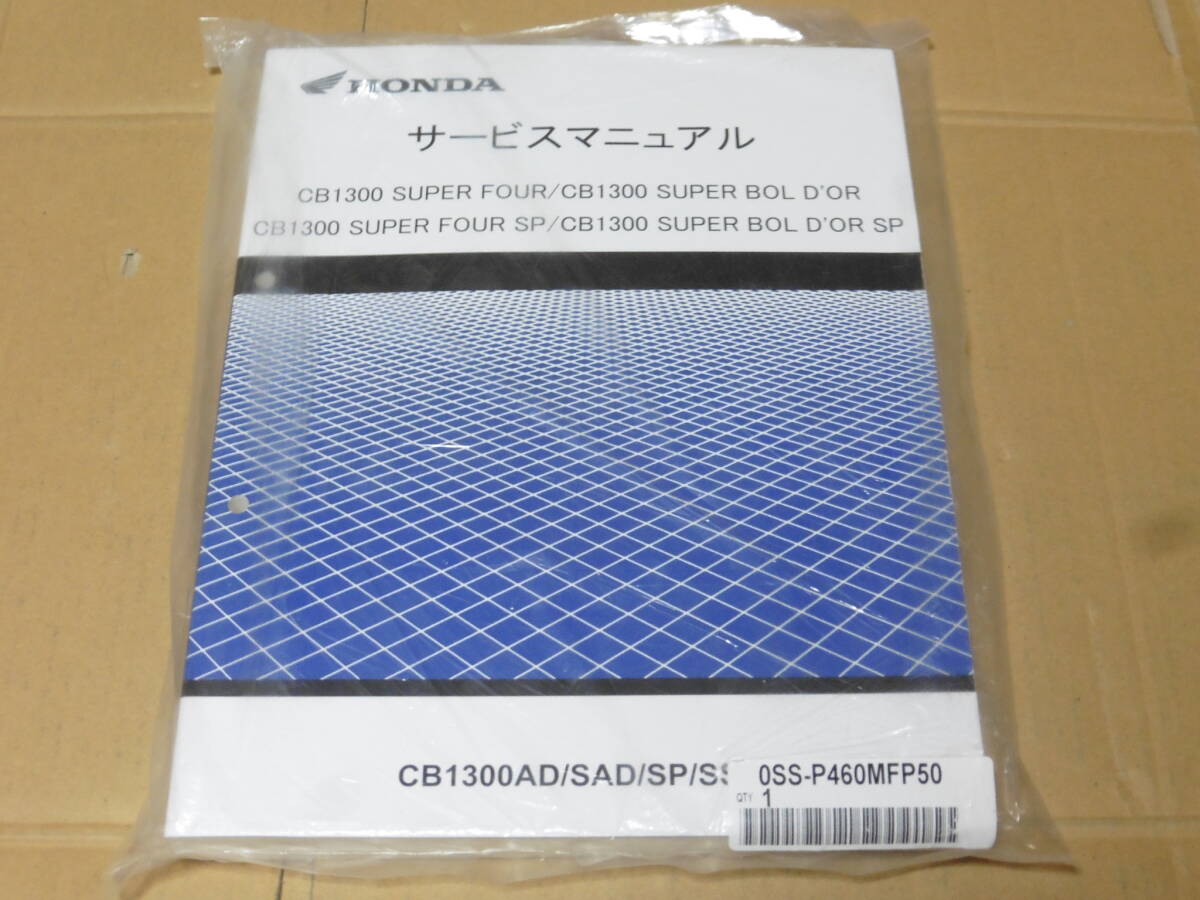 HONDA
サービスマニュアル
CB1300 SUPER FOUR/CB1300 SUPER BOL D'OR
CB1300 SUPER FOUR SP/CB1300 SUPER BOL D'OR SP
CB1300AD/SAD/SP/SS
0SS-P460MFP50
QTY 1